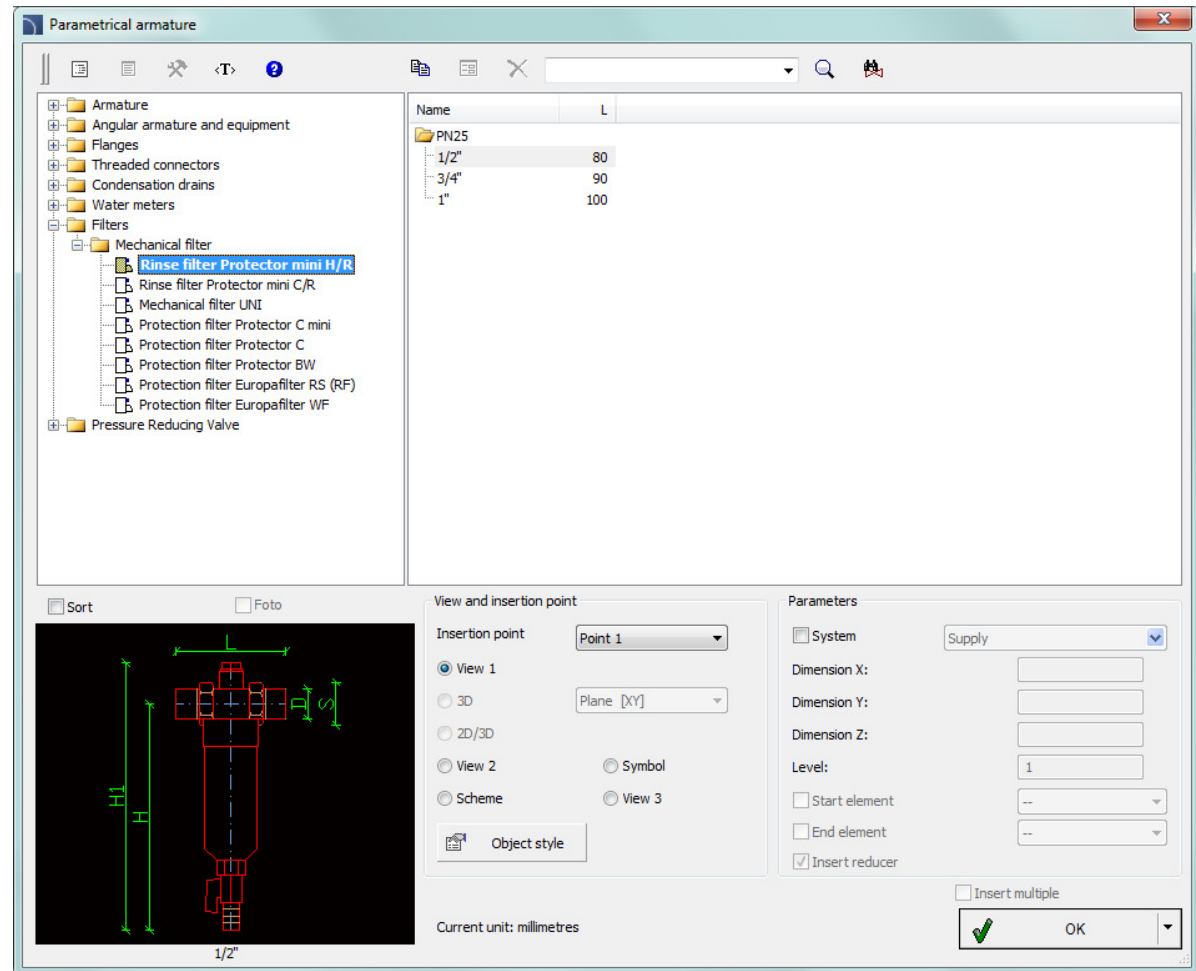 Parametrical armature
<T>
Armature
Angular armature and equipment
Flanges
Threaded connectors
Condensation drains
Water meters
Filters
Mechanical filter
Rinse filter Protector mini H/R
Rinse filter Protector mini C/R
Mechanical filter UNI
Protection filter Protector C mini
Protection filter Protector C
Protection filter Protector BW
Protection filter Europafilter RS (RF)
Protection filter Europafilter WF
Pressure Reducing Valve
Name L
PN25
1/2" 80
3/4" 90
1" 100
Sort Foto
L
D
S
H1
H
1/2"
View and insertion point
Insertion point Point 1
View 1
3D Plane [XY]
2D/3D
View 2 Symbol
Scheme View 3
Object style
Current unit: millimetres
Parameters
System Supply
Dimension X:
Dimension Y:
Dimension Z:
Level: 1
Start element --
End element --
Insert reducer
Insert multiple
OK